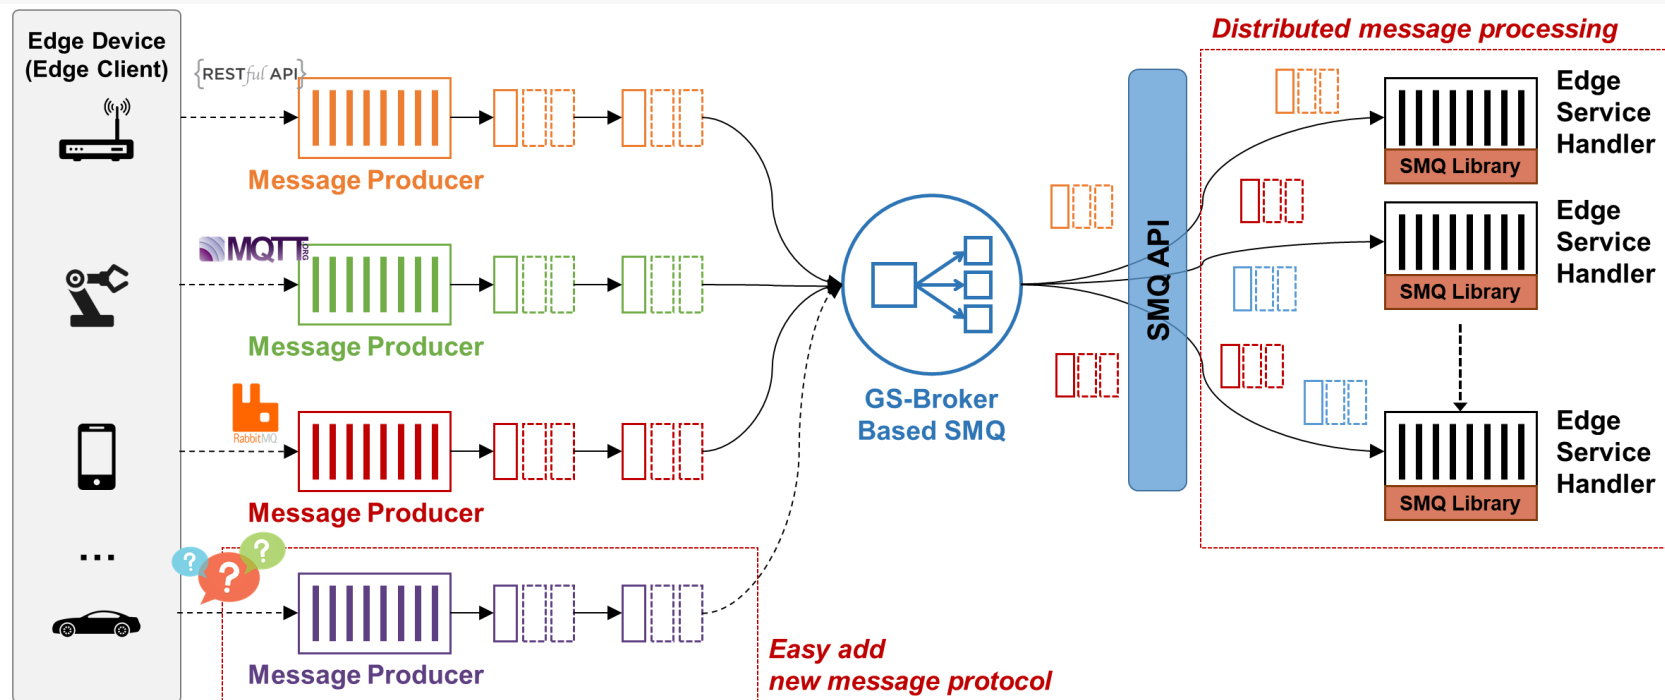 Edge Device
(Edge Client)
...
{RESTful API}
Message Producer
MQTT.ORG
Message Producer
RabbitMQ
Message Producer
? ? ?
Message Producer
Easy add
new message protocol
GS-Broker
Based SMQ
SMQ API
Distributed message processing
Edge
Service
Handler
SMQ Library
Edge
Service
Handler
SMQ Library
Edge
Service
Handler
SMQ Library